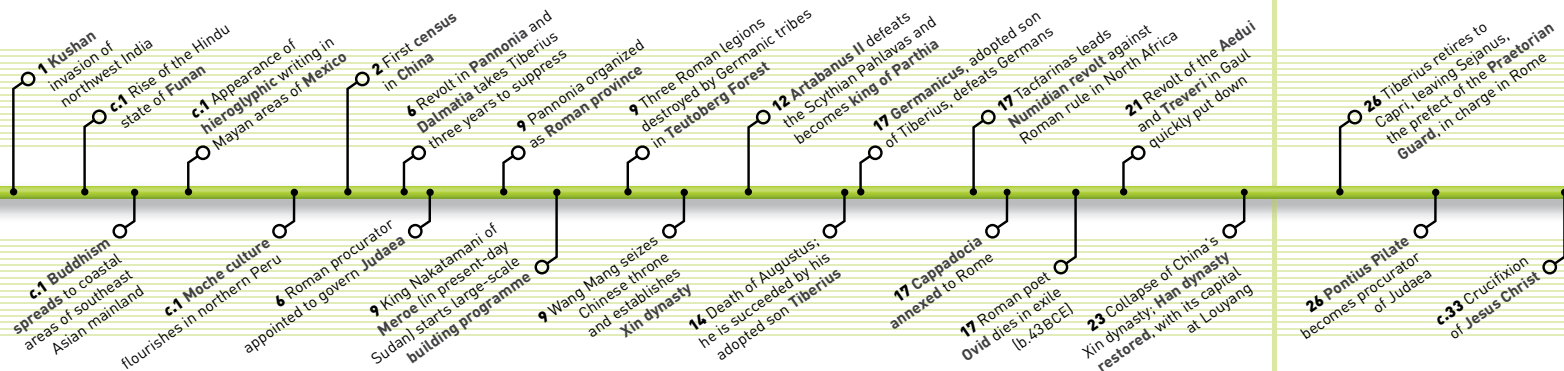 1 Kushan
invasion of
northwest India
c.1 Rise of the Hindu
state of Funan
c.1 Appearance of
hieroglyphic writing in
Mayan areas of Mexico
2 First census
in China
6 Revolt in Pannonia and
Dalmatia takes Tiberius
three years to suppress
9 Pannonia organized
as Roman province
9 Three Roman legions
destroyed by Germanic tribes
in Teutoberg Forest
12 Artabanus II defeats
the Scythian Pahlavas and
becomes king of Parthia
17 Germanicus, adopted son
of Tiberius, defeats Germans
17 Tacfarinas leads
Numidian revolt against
Roman rule in North Africa
21 Revolt of the Aedui
and Treveri in Gaul
quickly put down
26 Tiberius retires to
Capri, leaving Sejanus,
the prefect of the Praetorian
Guard, in charge in Rome
c.1 Buddhism
spreads to coastal
areas of southeast
Asian mainland
c.1 Moche culture
flourishes in northern Peru
6 Roman procurator
appointed to govern Judaea
9 King Nakatamani of
Meroe (in present-day
Sudan) starts large-scale
building programme
9 Wang Mang seizes
Chinese throne
and establishes
Xin dynasty
14 Death of Augustus;
he is succeeded by his
adopted son Tiberius
17 Cappadocia
annexed to Rome
17 Roman poet
Ovid dies in exile
(b.43BCE)
23 Collapse of China's
Xin dynasty; Han dynasty
restored, with its capital
at Louyang
26 Pontius Pilate
becomes procurator
of Judaea
c.33 Crucifixion
of Jesus Christ